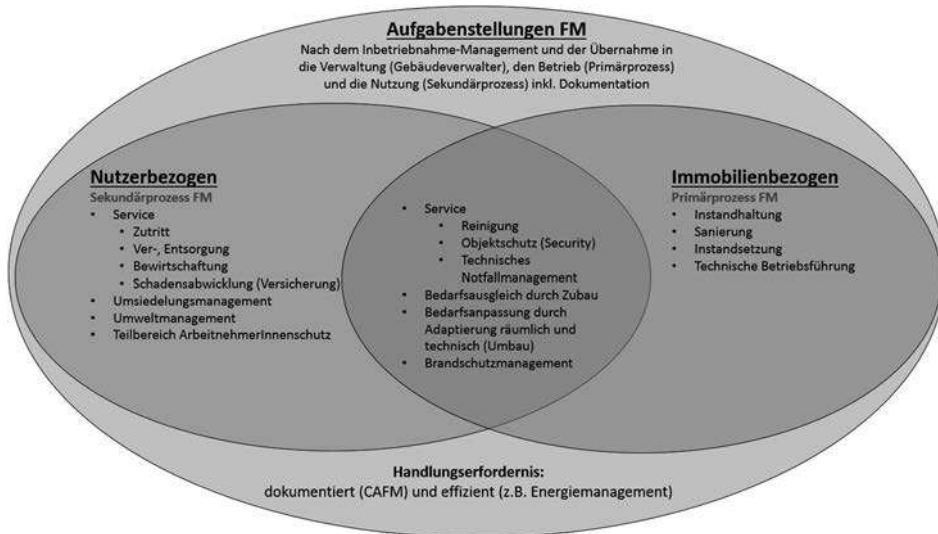 Aufgabenstellungen FM
Nach dem Inbetriebnahme-Management und der Übernahme in
die Verwaltung (Gebäudeverwalter), den Betrieb (Primärprozess)
und die Nutzung (Sekundärprozess) inkl. Dokumentation
Nutzerbezogen
Sekundärprozess FM
• Service
• Zutritt
• Ver-, Entsorgung
• Bewirtschaftung
• Schadensabwicklung (Versicherung)
• Umsiedelungsmanagement
• Umweltmanagement
• Teilbereich ArbeitnehmerInnenschutz
• Service
• Reinigung
• Objektschutz (Security)
• Technisches
Notfallmanagement
• Bedarfsausgleich durch Zubau
• Bedarfsanpassung durch
Adaptierung räumlich und
technisch (Umbau)
• Brandschutzmanagement
Immobilienbezogen
Primärprozess FM
• Instandhaltung
• Sanierung
• Instandsetzung
• Technische Betriebsführung
Handlungserfordernis:
dokumentiert (CAFM) und effizient (z.B. Energiemanagement)